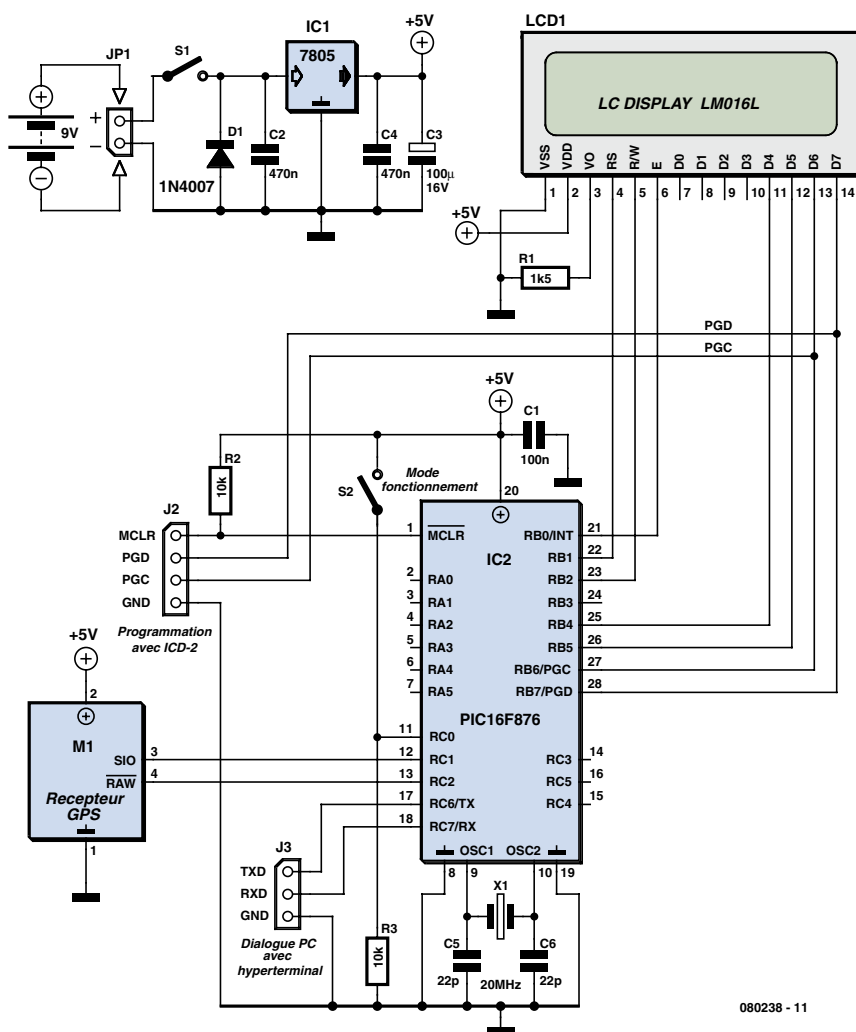 JP1
+
−
9V
S1
D1
1N4007
C2
470n
IC1
7805
C4
470n
+5V
C3
100µ
16V
LCD1
LC DISPLAY LM016L
VSS
VDD
VO
RS
R/W
E
D0
D1
D2
D3
D4
D5
D6
D7
1
2
3
4
5
6
7
8
9
10
11
12
13
14
+5V
R1
1k5
PGD
PGC
+5V
C1
100n
R2
10k
S2
Mode
fonctionnement
J2
MCLR
PGD
PGC
GND
Programmation
avec ICD-2
+5V
2
M1
SIO
3
RAW
4
Recepteur
GPS
1
20
IC2
PIC16F876
1
MCLR
2
RA0
3
RA1
4
RA2
5
RA3
6
RA4
7
RA5
11
RC0
12
RC1
13
RC2
17
RC6/TX
18
RC7/RX
RB0/INT
21
RB1
22
RB2
23
RB3
24
RB4
25
RB5
26
RB6/PGC
27
RB7/PGD
28
RC3
14
RC5
16
RC4
15
OSC1
OSC2
8
9
10
19
J3
TXD
RXD
GND
Dialogue PC
avec
hyperterminal
R3
10k
X1
C5
22p
20MHz
C6
22p
080238 - 11